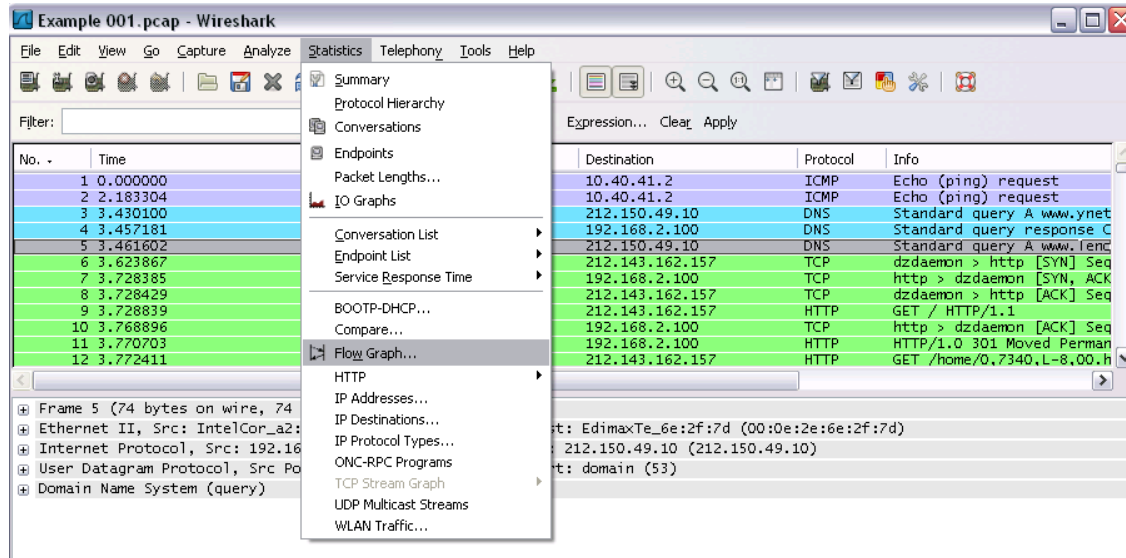 Example 001.pcap - Wireshark
File Edit View Go Capture Analyze Statistics Telephony Tools Help
Filter: Expression... Clear Apply
Summary
Protocol Hierarchy
Conversations
Endpoints
Packet Lengths...
IO Graphs
Conversation List
Endpoint List
Service Response Time
BOOTP-DHCP...
Compare...
Flow Graph...
HTTP
IP Addresses...
IP Destinations...
IP Protocol Types...
ONC-RPC Programs
TCP Stream Graph
UDP Multicast Streams
WLAN Traffic...
No. Time Destination Protocol Info
1 0.000000 10.40.41.2 ICMP Echo (ping) request
2 2.183304 10.40.41.2 ICMP Echo (ping) request
3 3.430100 212.150.49.10 DNS Standard query A www.ynet
4 3.457181 192.168.2.100 DNS Standard query response C
5 3.461602 212.150.49.10 DNS Standard query A
6 3.623867 212.143.162.157 TCP dzdaemon > http [SYN] Seq
7 3.728385 192.168.2.100 TCP http > dzdaemon [SYN, ACK
8 3.728429 212.143.162.157 TCP dzdaemon > http [ACK] Seq
9 3.728839 212.143.162.157 HTTP GET / HTTP/1.1
10 3.768896 192.168.2.100 TCP http > dzdaemon [ACK] Seq
11 3.770703 192.168.2.100 HTTP HTTP/1.0 301 Moved Perman
12 3.772411 212.143.162.157 HTTP GET /home/0,7340,L-8,00.h
Frame 5 (74 bytes on wire, 74
Ethernet II, Src: IntelCor_a2: st: EdimaxTe_6e:2f:7d (00:0e:2e:6e:2f:7d)
Internet Protocol, Src: 192.16 : 212.150.49.10 (212.150.49.10)
User Datagram Protocol, Src Po t: domain (53)
Domain Name System (query)